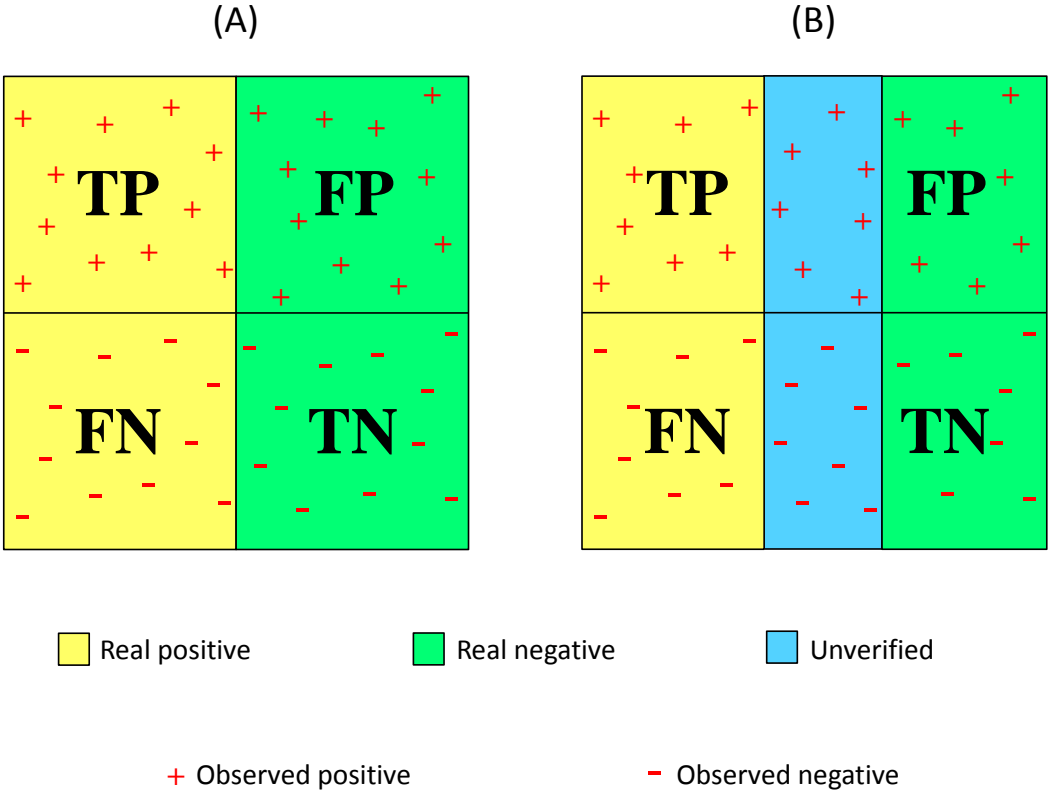 (A) (B)
TP FP TP FP
FN TN FN TN
Real positive Real negative Unverified
+ Observed positive - Observed negative